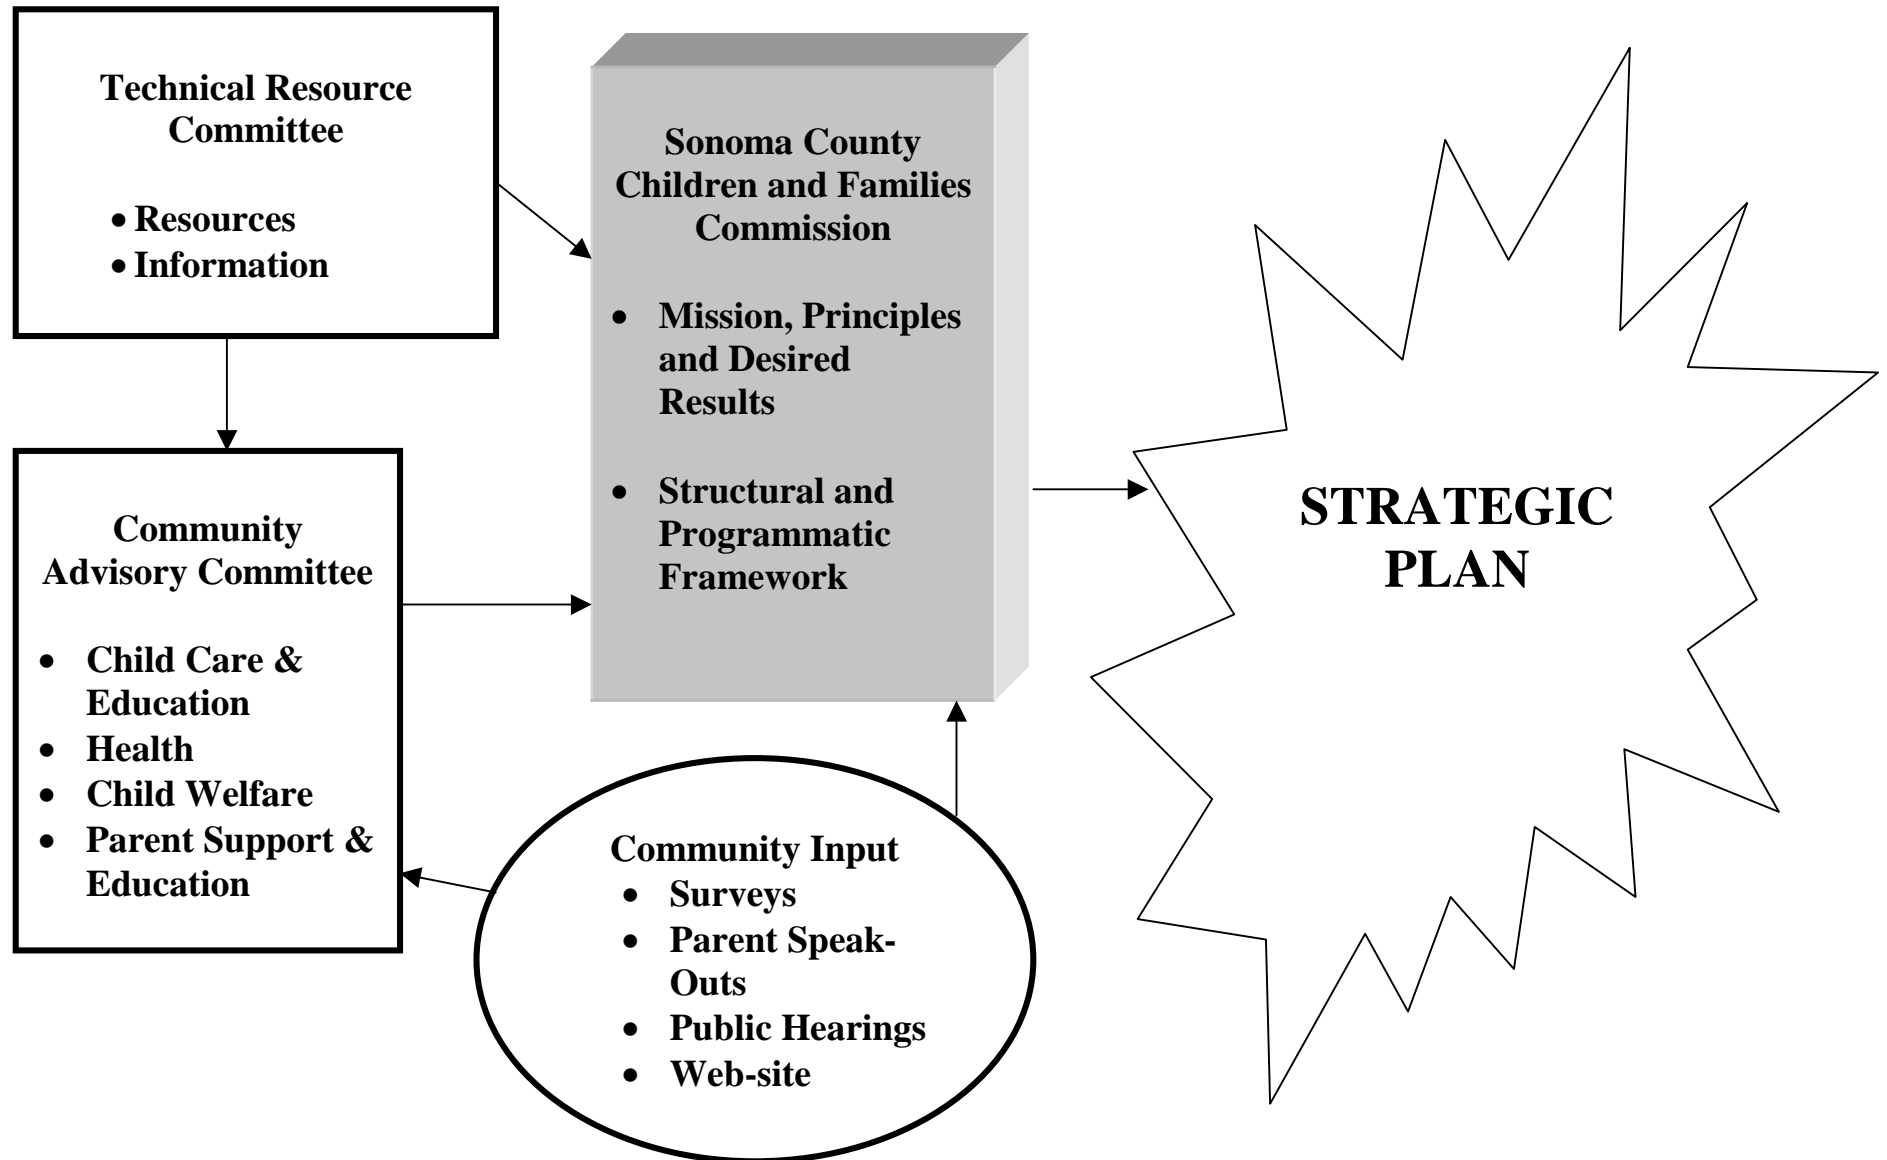 Technical Resource
Committee
• Resources
• Information
Sonoma County
Children and Families
Commission
• Mission, Principles
and Desired
Results
• Structural and
Programmatic
Framework
Community
Advisory Committee
• Child Care &
Education
• Health
• Child Welfare
• Parent Support &
Education
Community Input
• Surveys
• Parent Speak-
Outs
• Public Hearings
• Web-site
STRATEGIC
PLAN